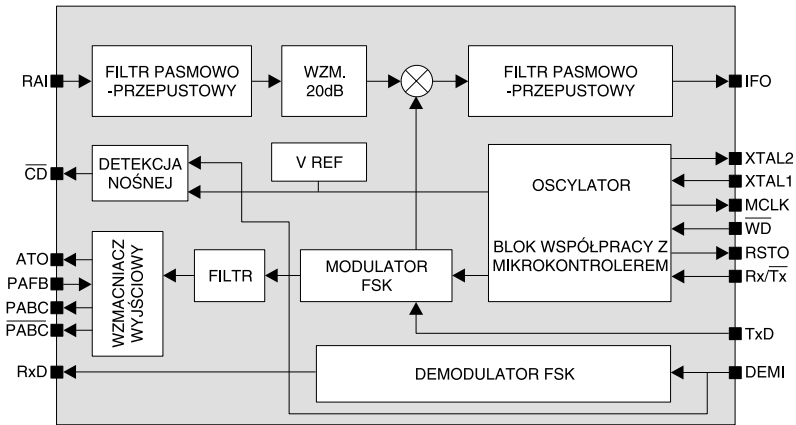 RAI
FILTR PASMOWO
-PRZEPUSTOWY
WZM.
20dB
FILTR PASMOWO
-PRZEPUSTOWY
IFO
CD
DETEKCJA
NOŚNEJ
V REF
OSCYLATOR
BLOK WSPÓŁPRACY Z
MIKROKONTROLEREM
XTAL2
XTAL1
MCLK
WD
RSTO
Rx/Tx
ATO
PAFB
PABC
PABC
WZMACNIACZ
WYJŚCIOWY
FILTR
MODULATOR
FSK
TxD
RxD
DEMODULATOR FSK
DEMI